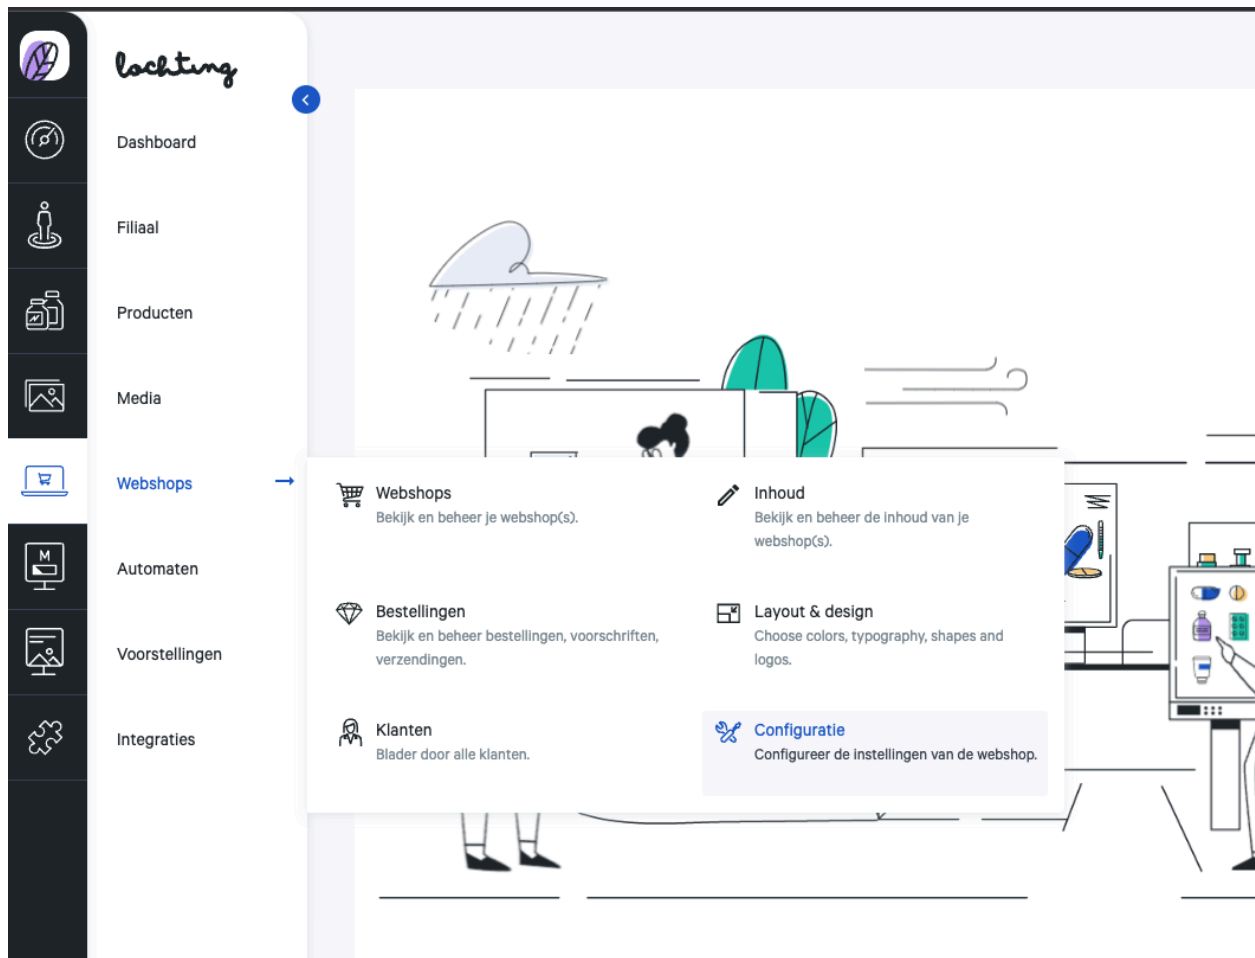 lochting
Dashboard
Filiaal
Producten
Media
Webshops
Automaten
Voorstellingen
Integraties
Webshops
Bekijk en beheer je webshop(s).
Inhoud
Bekijk en beheer de inhoud van je
webshop(s).
Bestellingen
Bekijk en beheer bestellingen, voorschriften,
verzendingen.
Layout & design
Choose colors, typography, shapes and
logos.
Klanten
Blader door alle klanten.
Configuratie
Configureer de instellingen van de webshop.
M